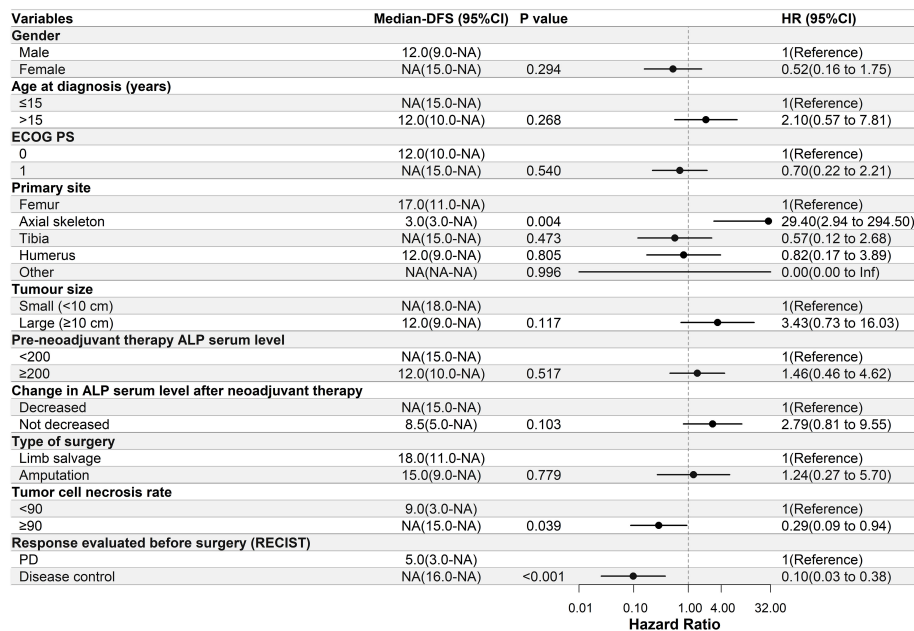 Variables Median-DFS (95%CI) P value HR (95%CI)
Gender
Male 12.0(9.0-NA) 1(Reference)
Female NA(15.0-NA) 0.294 0.52(0.16 to 1.75)
Age at diagnosis (years)
≤15 NA(15.0-NA) 1(Reference)
>15 12.0(10.0-NA) 0.268 2.10(0.57 to 7.81)
ECOG PS
0 12.0(10.0-NA) 1(Reference)
1 NA(15.0-NA) 0.540 0.70(0.22 to 2.21)
Primary site
Femur 17.0(11.0-NA) 1(Reference)
Axial skeleton 3.0(3.0-NA) 0.004 29.40(2.94 to 294.50)
Tibia NA(15.0-NA) 0.473 0.57(0.12 to 2.68)
Humerus 12.0(9.0-NA) 0.805 0.82(0.17 to 3.89)
Other NA(NA-NA) 0.996 0.00(0.00 to Inf)
Tumour size
Small (<10 cm) NA(18.0-NA) 1(Reference)
Large (≥10 cm) 12.0(9.0-NA) 0.117 3.43(0.73 to 16.03)
Pre-neoadjuvant therapy ALP serum level
<200 NA(15.0-NA) 1(Reference)
≥200 12.0(10.0-NA) 0.517 1.46(0.46 to 4.62)
Change in ALP serum level after neoadjuvant therapy
Decreased NA(15.0-NA) 1(Reference)
Not decreased 8.5(5.0-NA) 0.103 2.79(0.81 to 9.55)
Type of surgery
Limb salvage 18.0(11.0-NA) 1(Reference)
Amputation 15.0(9.0-NA) 0.779 1.24(0.27 to 5.70)
Tumor cell necrosis rate
<90 9.0(3.0-NA) 1(Reference)
≥90 NA(15.0-NA) 0.039 0.29(0.09 to 0.94)
Response evaluated before surgery (RECIST)
PD 5.0(3.0-NA) 1(Reference)
Disease control NA(16.0-NA) <0.001 0.10(0.03 to 0.38)
0.01 0.10 1.00 4.00 32.00
Hazard Ratio